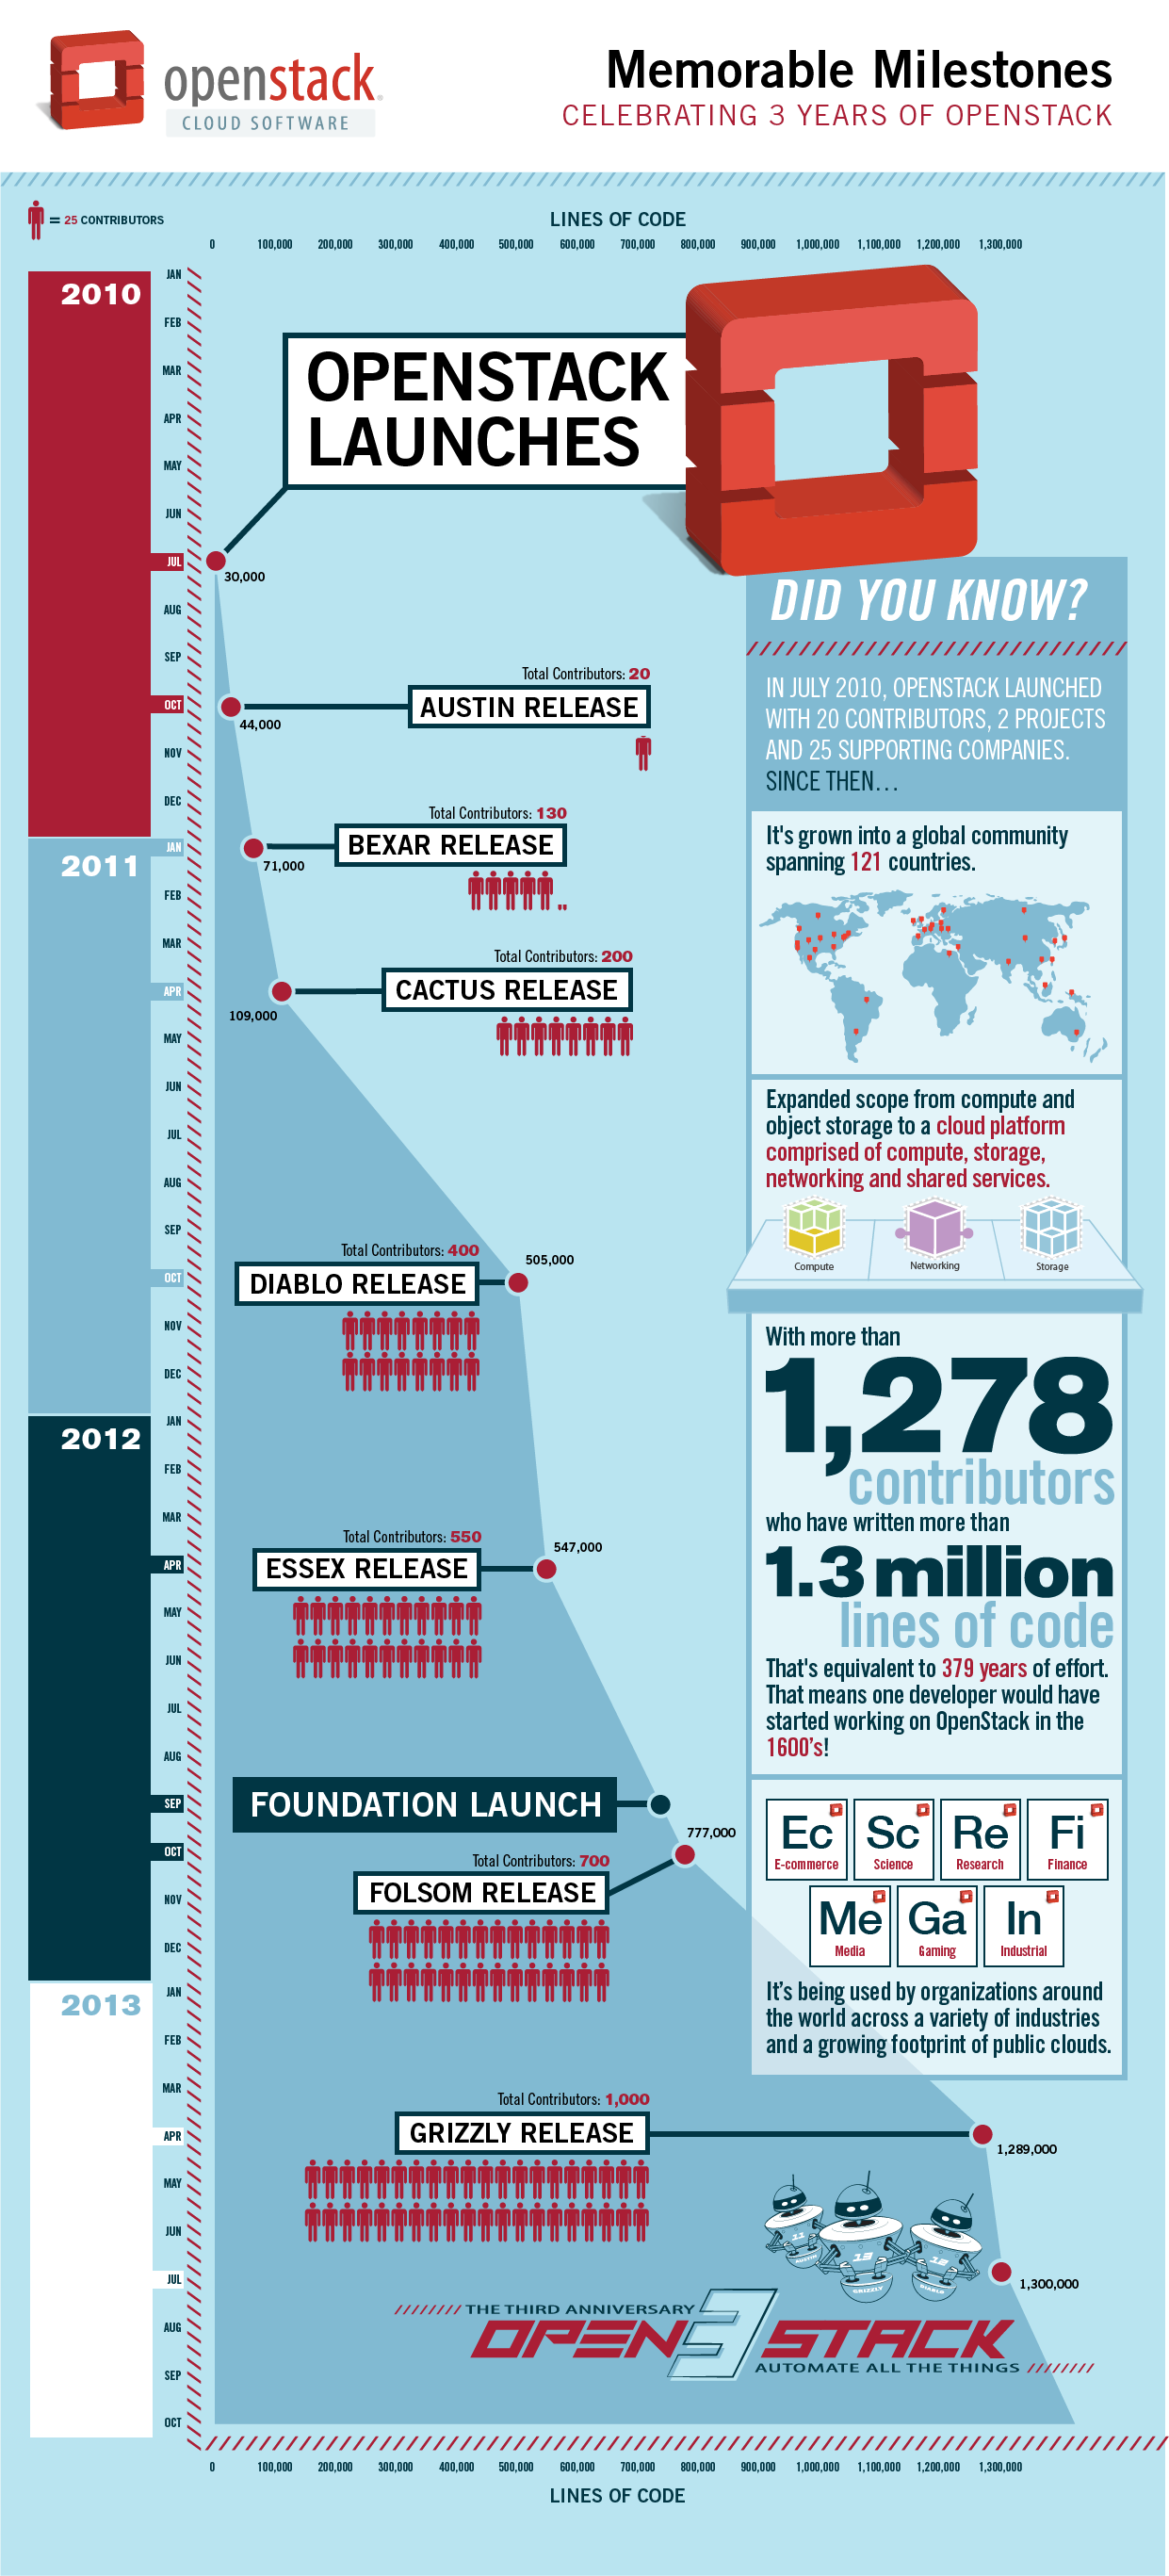 openstack
CLOUD SOFTWARE
Memorable Milestones
CELEBRATING 3 YEARS OF OPENSTACK
= 25 CONTRIBUTORS
LINES OF CODE
0 100,000 200,000 300,000 400,000 500,000 600,000 700,000 800,000 900,000 1,000,000 1,100,000 1,200,000 1,300,000
2010
JAN
FEB
MAR
APR
MAY
JUN
JUL
AUG
SEP
OCT
NOV
DEC
OPENSTACK
LAUNCHES
30,000
Total Contributors: 20
AUSTIN RELEASE
44,000
2011
JAN
FEB
MAR
APR
MAY
JUN
JUL
AUG
SEP
OCT
NOV
DEC
Total Contributors: 130
BEXAR RELEASE
71,000
Total Contributors: 200
CACTUS RELEASE
109,000
Total Contributors: 400
DIABLO RELEASE
505,000
2012
JAN
FEB
MAR
APR
MAY
JUN
JUL
AUG
SEP
OCT
NOV
DEC
Total Contributors: 550
ESSEX RELEASE
547,000
FOUNDATION LAUNCH
777,000
Total Contributors: 700
FOLSOM RELEASE
2013
JAN
FEB
MAR
APR
MAY
JUN
JUL
AUG
SEP
OCT
Total Contributors: 1,000
GRIZZLY RELEASE
1,289,000
1,300,000
DID YOU KNOW?
IN JULY 2010, OPENSTACK LAUNCHED
WITH 20 CONTRIBUTORS, 2 PROJECTS
AND 25 SUPPORTING COMPANIES.
SINCE THEN...
It's grown into a global community
spanning 121 countries.
Expanded scope from compute and
object storage to a cloud platform
comprised of compute, storage,
networking and shared services.
Compute
Networking
Storage
With more than
1,278
contributors
who have written more than
1.3 million
lines of code
That's equivalent to 379 years of effort.
That means one developer would have
started working on OpenStack in the
1600's!
Ec Sc Re Fi
E-commerce Science Research Finance
Me Ga In
Media Gaming Industrial
It's being used by organizations around
the world across a variety of industries
and a growing footprint of public clouds.
11 13 12
AUSTIN GRIZZLY DIABLO
THE THIRD ANNIVERSARY
OPEN3STACK
AUTOMATE ALL THE THINGS
0 100,000 200,000 300,000 400,000 500,000 600,000 700,000 800,000 900,000 1,000,000 1,100,000 1,200,000 1,300,000
LINES OF CODE